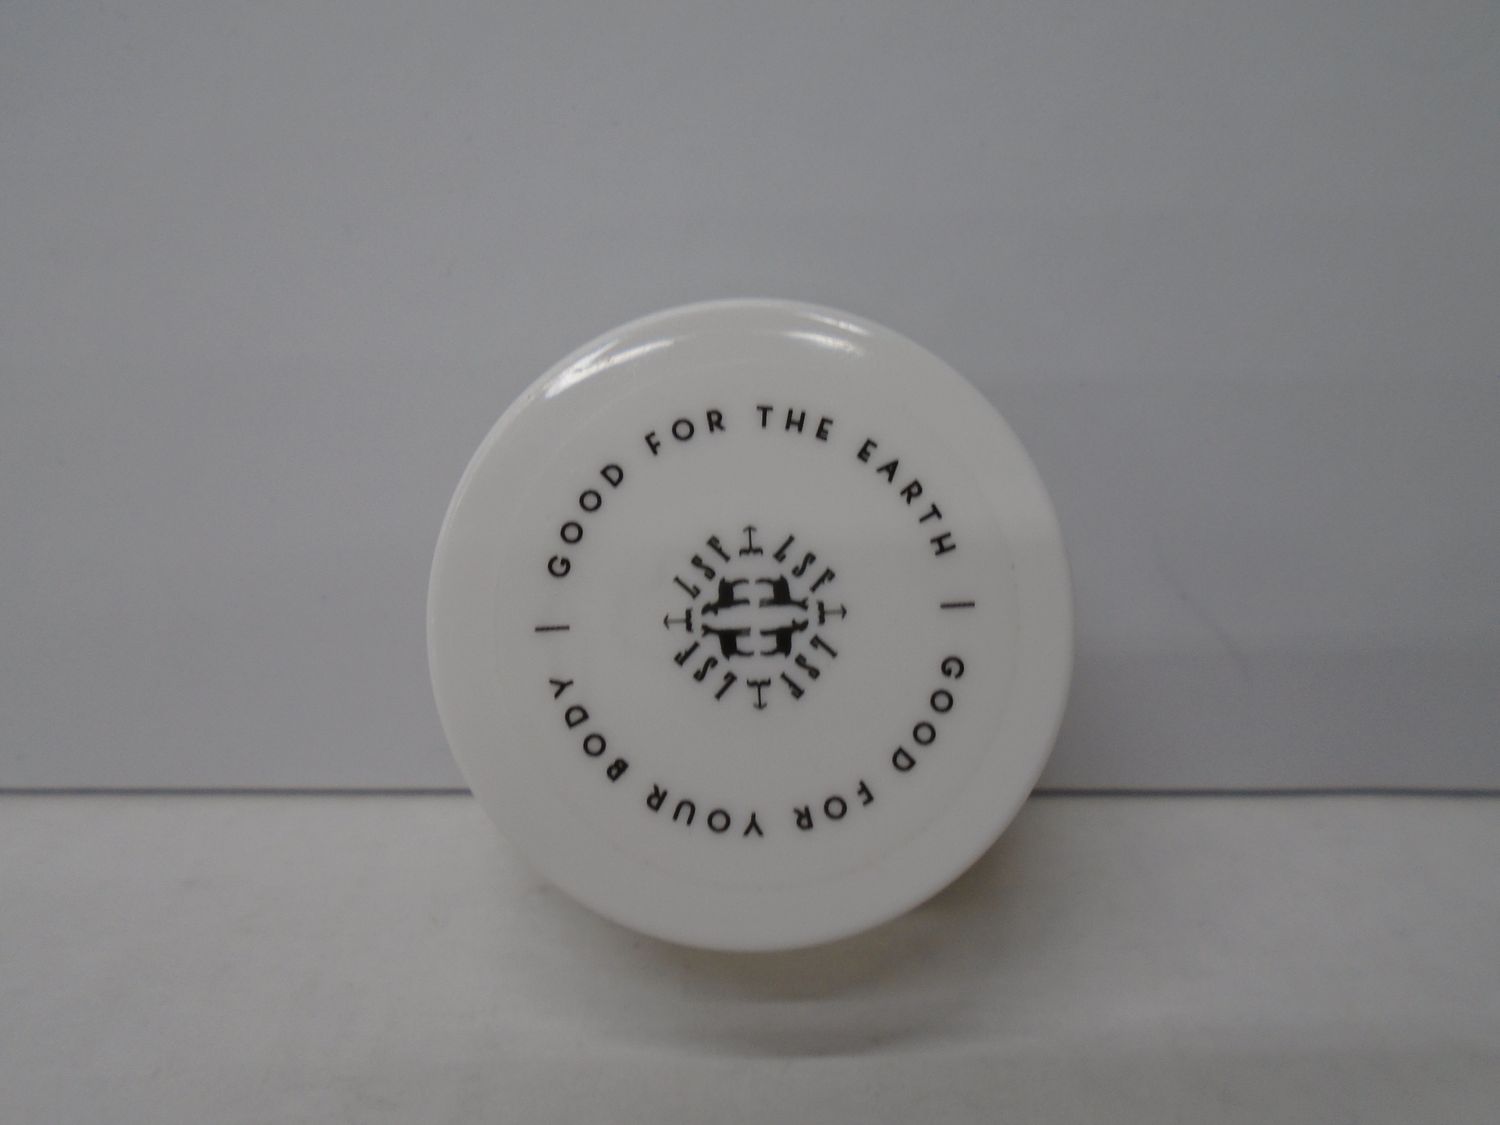 GOOD FOR THE EARTH | GOOD FOR YOUR BODY |
LSF LSF LSF LSF